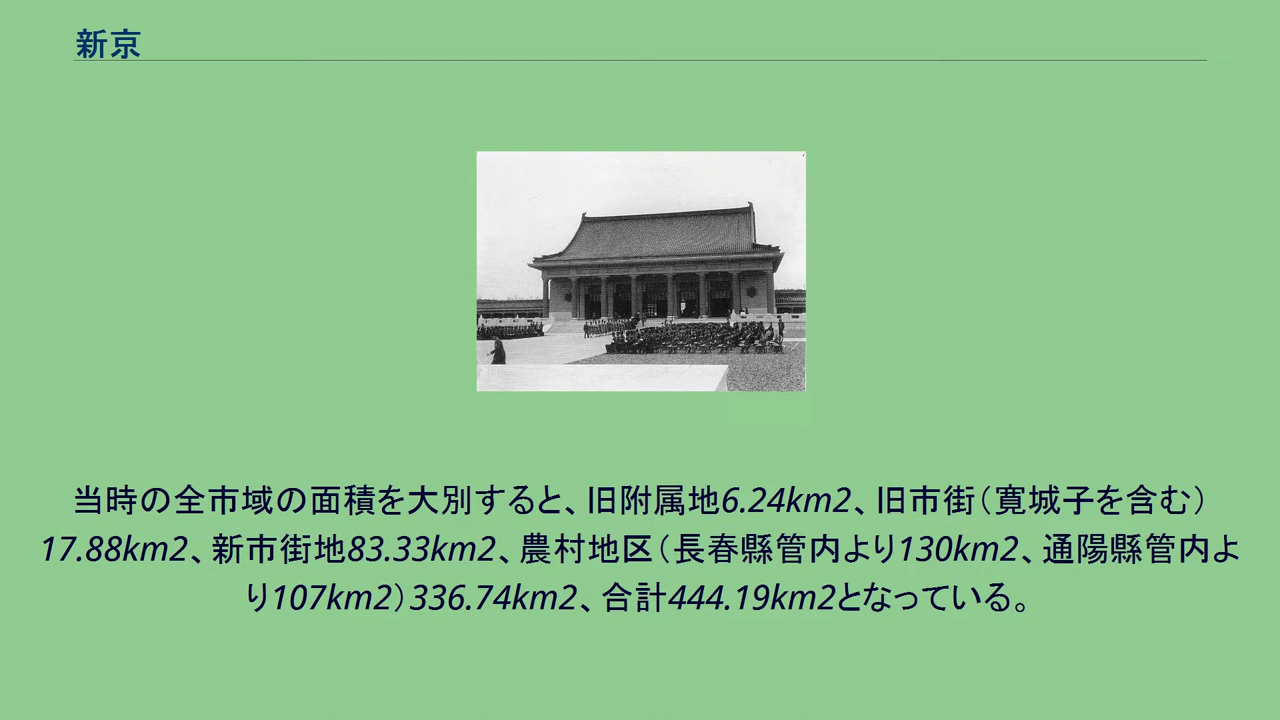 新京
当時の全市域の面積を大別すると、旧附属地6.24km2、旧市街（寛城子を含む）
17.88km2、新市街地83.33km2、農村地区（長春縣管内より130km2、通陽縣管内よ
り107km2）336.74km2、合計444.19km2となっている。